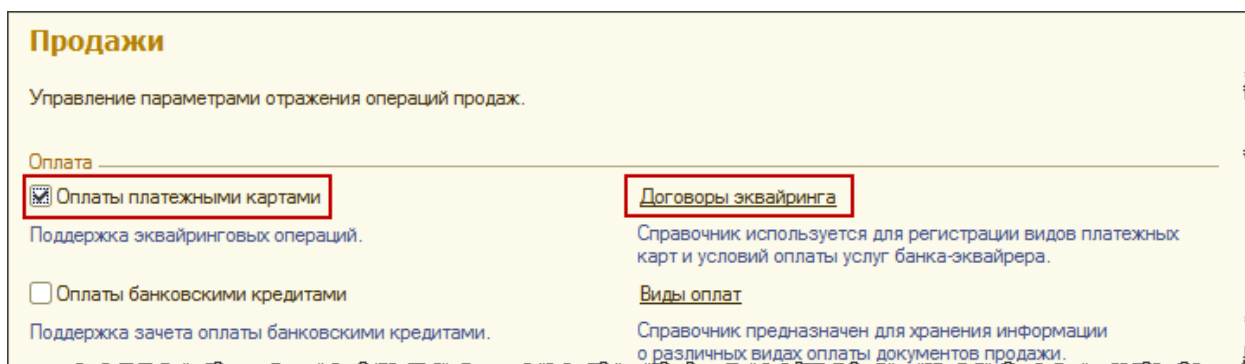 Продажи
Управление параметрами отражения операций продаж.
Оплата
Оплаты платежными картами
Договоры эквайринга
Поддержка эквайринговых операций.
Справочник используется для регистрации видов платежных
карт и условий оплаты услуг банка-эквайрера.
Оплаты банковскими кредитами
Виды оплат
Поддержка зачета оплаты банковскими кредитами.
Справочник предназначен для хранения информации
о различных видах оплаты документов продажи.